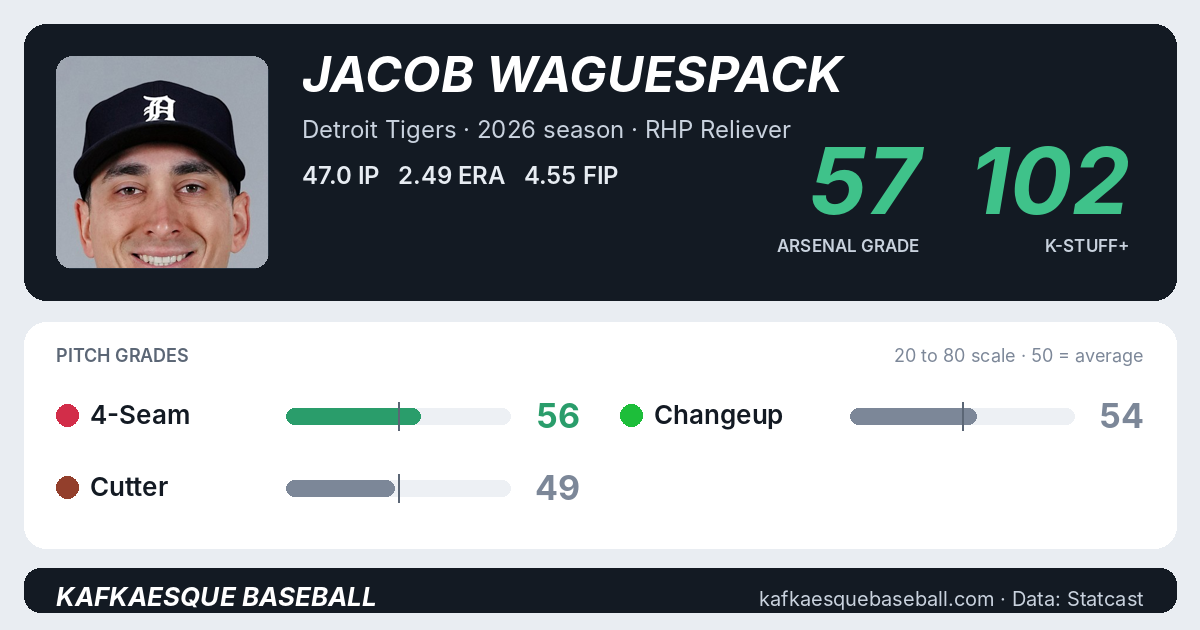 JACOB WAGUESPACK
Detroit Tigers · 2026 season · RHP Reliever
47.0 IP 2.49 ERA 4.55 FIP
57 102
ARSENAL GRADE K-STUFF+
PITCH GRADES 20 to 80 scale · 50 = average
4-Seam 56 Changeup 54
Cutter 49
KAFKAESQUE BASEBALL kafkaesquebaseball.com · Data: Statcast